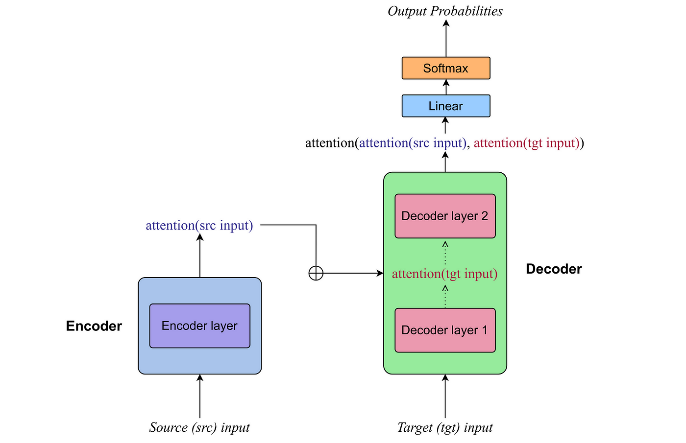 Output Probabilities
Softmax
Linear
attention(attention(src input), attention(tgt input))
Decoder layer 2
attention(src input)
Decoder
attention(tgt input)
Encoder
Encoder layer
Decoder layer 1
Source (src) input
Target (tgt) input